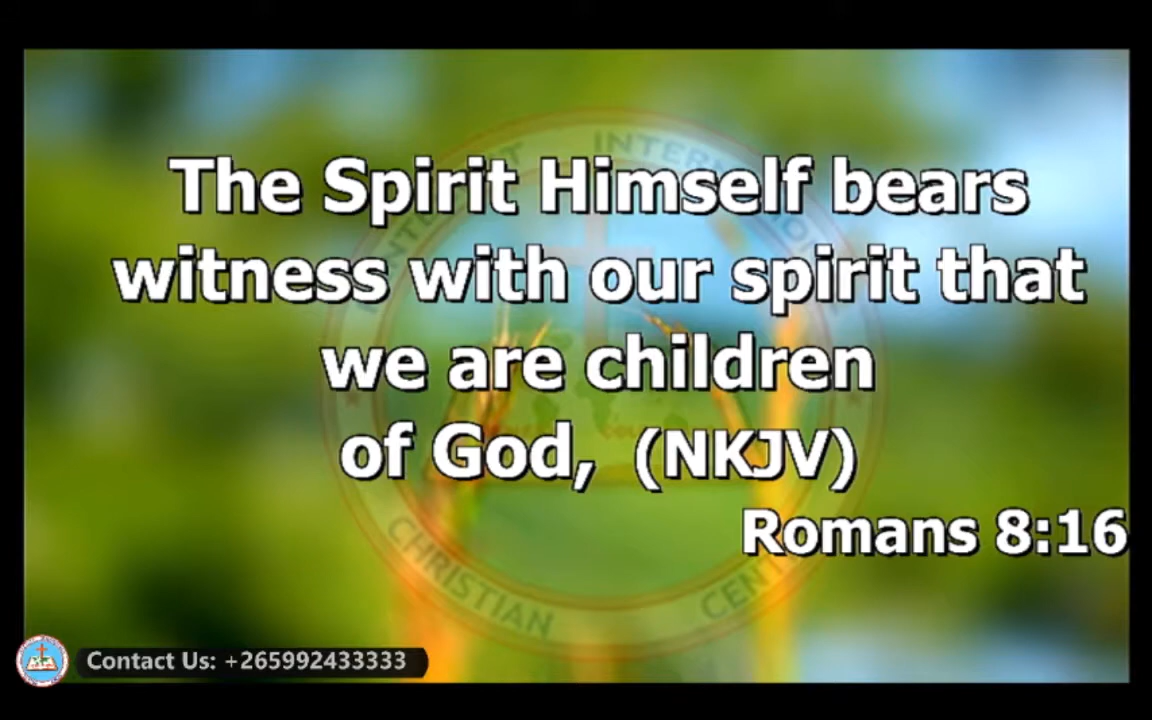 The Spirit Himself bears
witness with our spirit that
we are children
of God, (NKJV)
Romans 8:16
CHRISTIAN
Contact Us: +265992433333